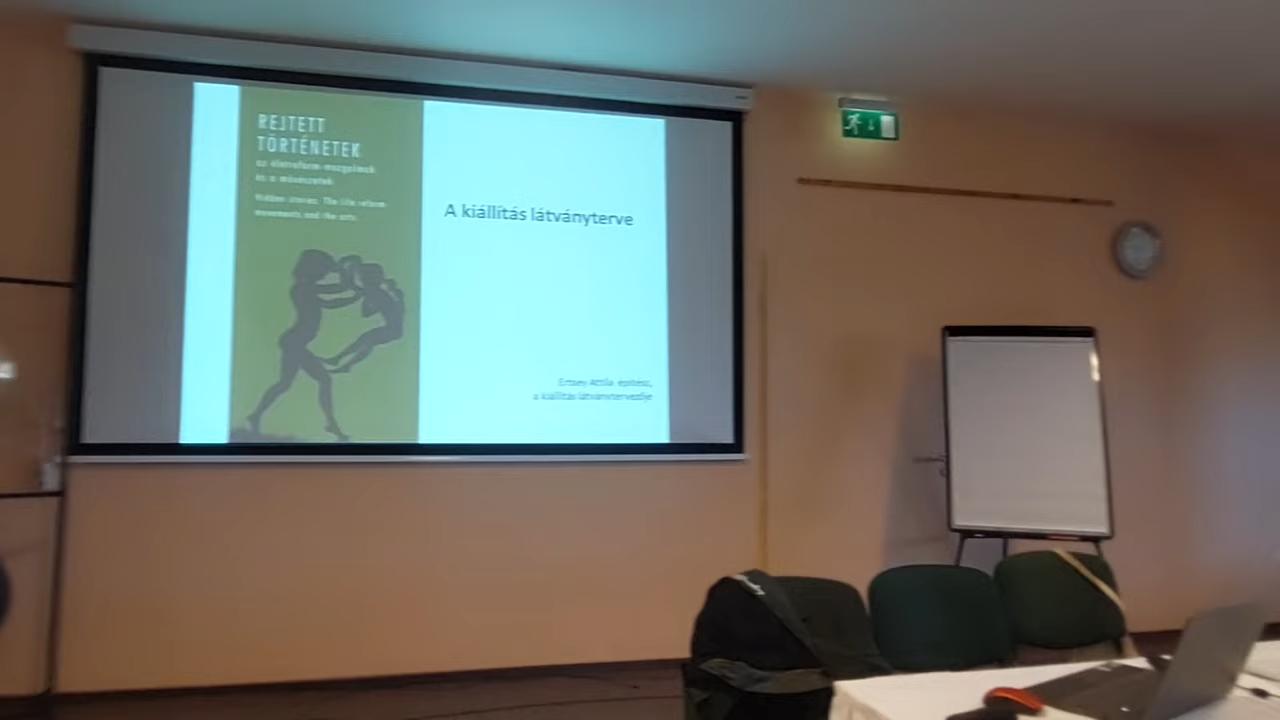 REJTETT
TÖRTÉNETEK
az életreform-mozgalmak
és a művészetek
Hidden stories. The life reform
movements and the arts
A kiállítás látványterve
Ertsey Attila építész,
a kiállítás látványtervezője